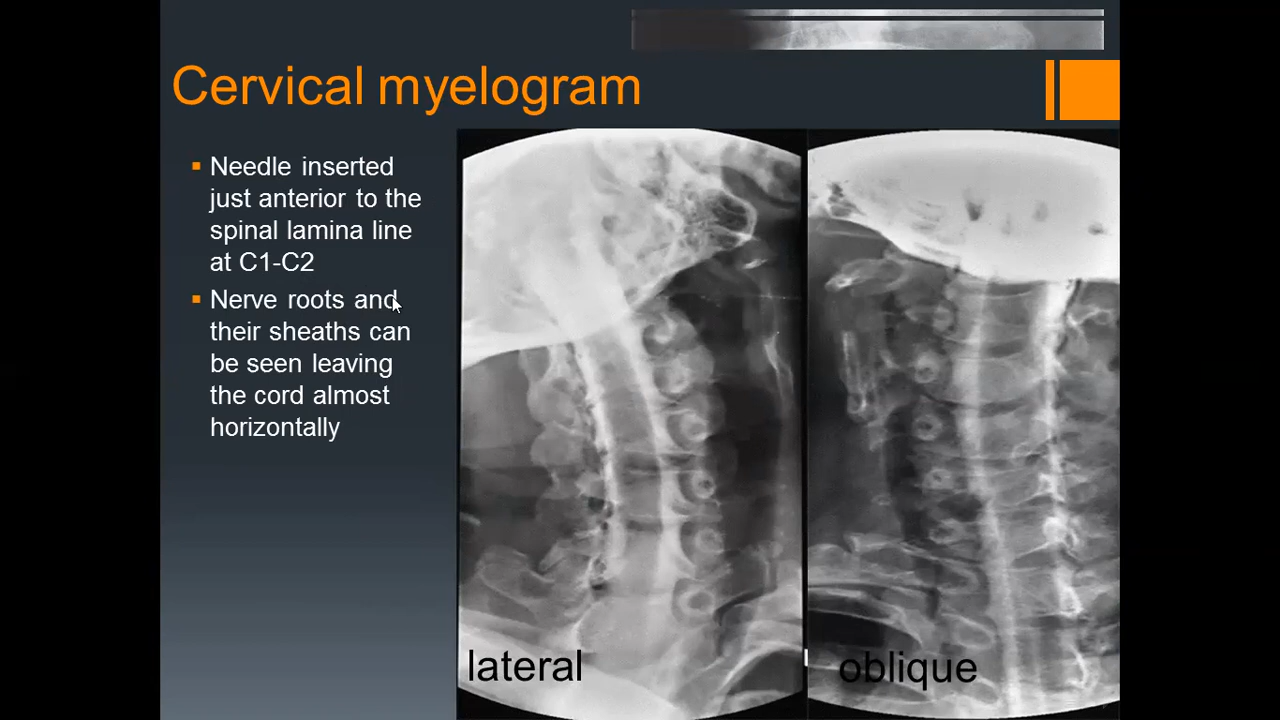 Cervical myelogram
Needle inserted
just anterior to the
spinal lamina line
at C1-C2
Nerve roots and
their sheaths can
be seen leaving
the cord almost
horizontally
lateral
oblique